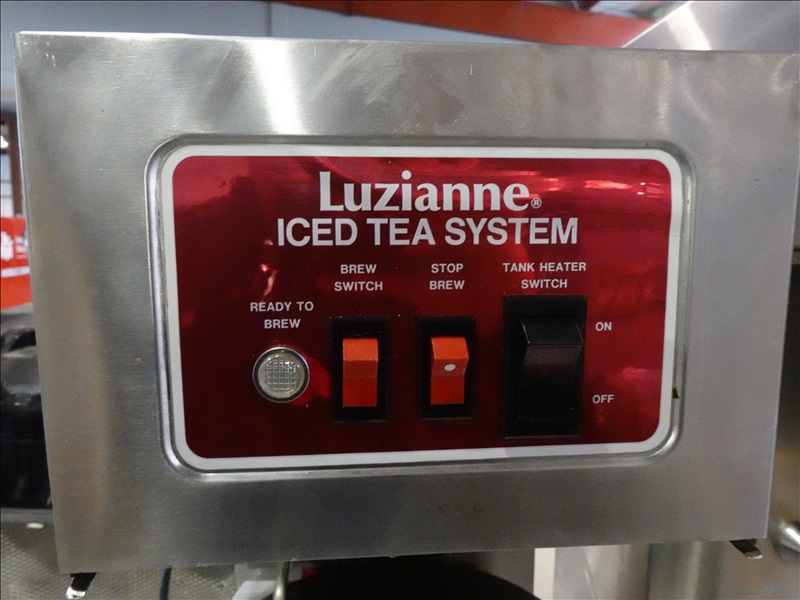 Luzianne®
ICED TEA SYSTEM
BREW
SWITCH
STOP
BREW
TANK HEATER
SWITCH
READY TO
BREW
ON
OFF